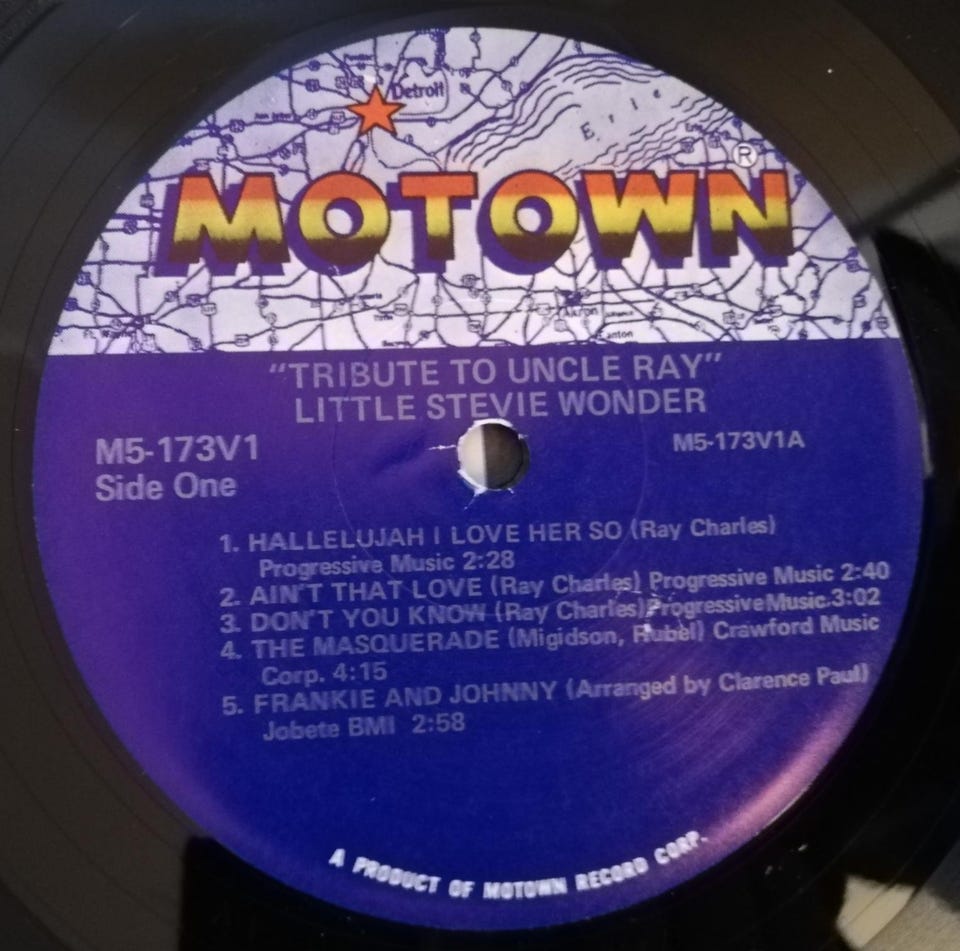 Detroit
Erie
MOTOWN®
Akron
"TRIBUTE TO UNCLE RAY"
LITTLE STEVIE WONDER
M5-173V1
M5-173V1A
Side One
1. HALLELUJAH I LOVE HER SO (Ray Charles)
Progressive Music 2:28
2. AIN'T THAT LOVE (Ray Charles) Progressive Music 2:40
3. DON'T YOU KNOW (Ray Charles) Progressive Music 3:02
4. THE MASQUERADE (Migidson, Rubel) Crawford Music
Corp. 4:15
5. FRANKIE AND JOHNNY (Arranged by Clarence Paul)
Jobete BMI 2:58
A PRODUCT OF MOTOWN RECORD CORP.